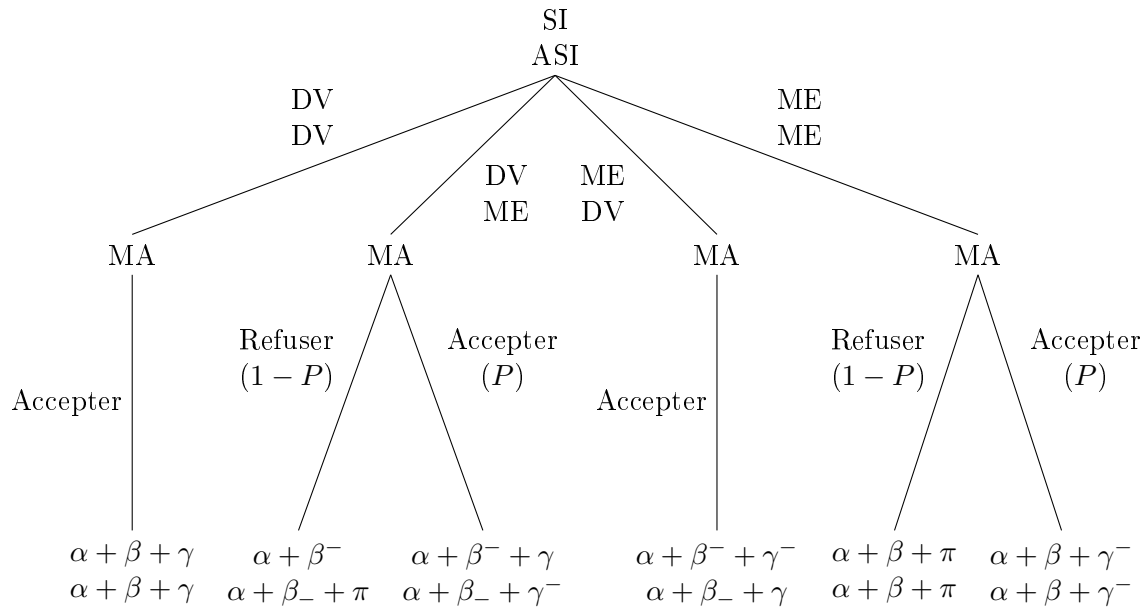 SI
ASI
DV
DV
ME
ME
DV
ME
ME
DV
MA
MA
MA
MA
Accepter
Refuser
(1 − P)
Accepter
(P)
Accepter
Refuser
(1 − P)
Accepter
(P)
α + β + γ
α + β + γ
α + β⁻
α + β₋ + π
α + β⁻ + γ
α + β₋ + γ⁻
α + β⁻ + γ⁻
α + β₋ + γ
α + β + π
α + β + π
α + β + γ⁻
α + β + γ⁻